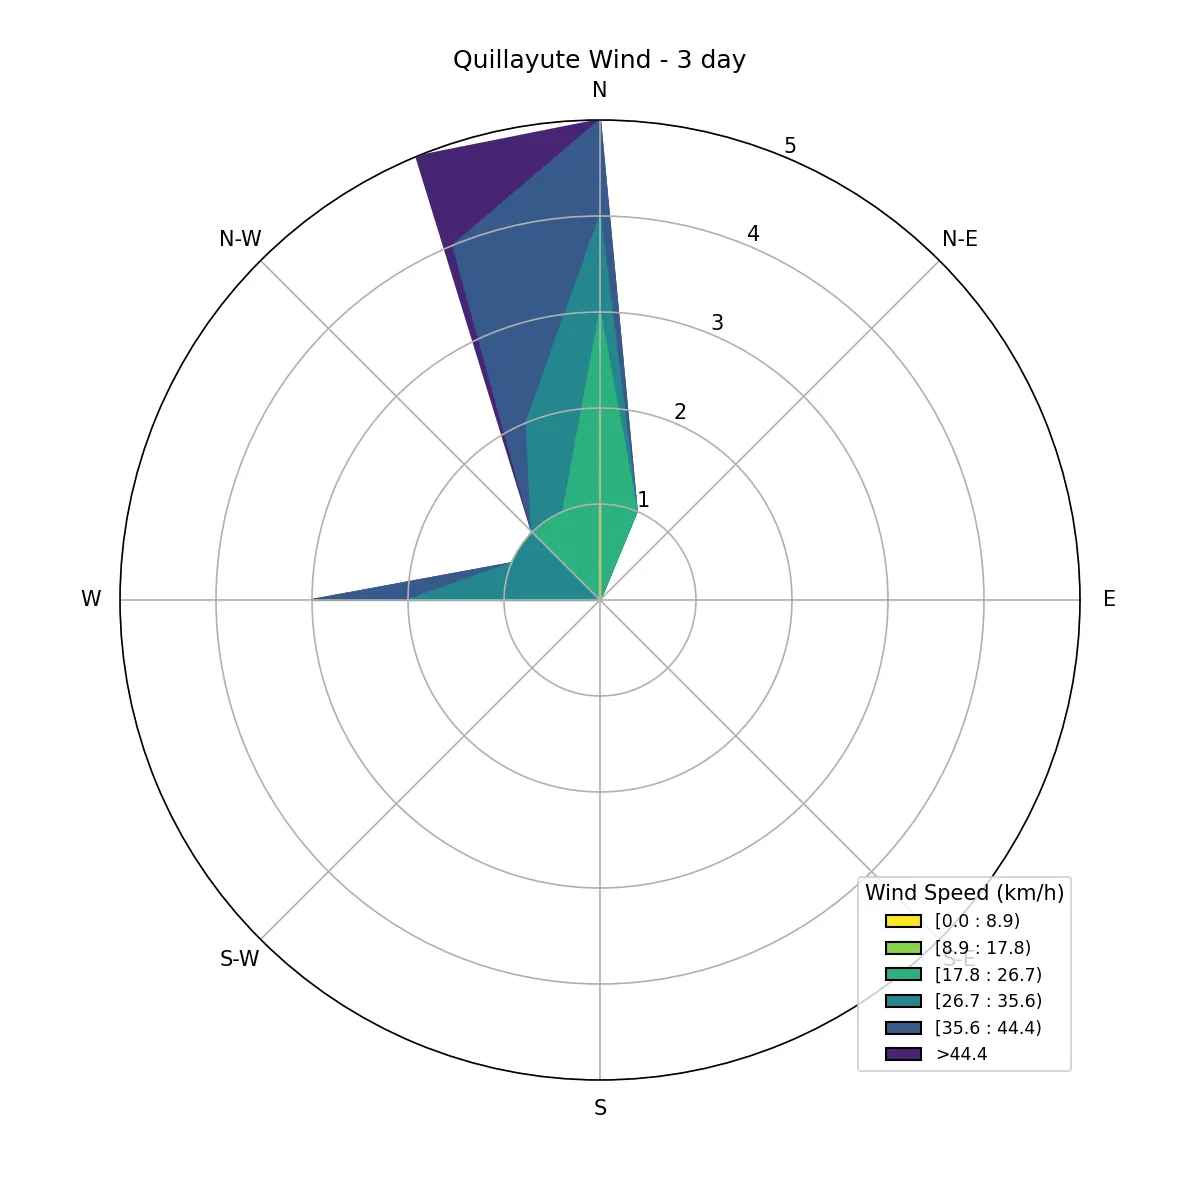 Quillayute Wind - 3 day
N
5
N-W
4
N-E
3
2
1
W
E
S-W
S-E
S
Wind Speed (km/h)
[0.0 : 8.9)
[8.9 : 17.8)
[17.8 : 26.7)
[26.7 : 35.6)
[35.6 : 44.4)
>44.4